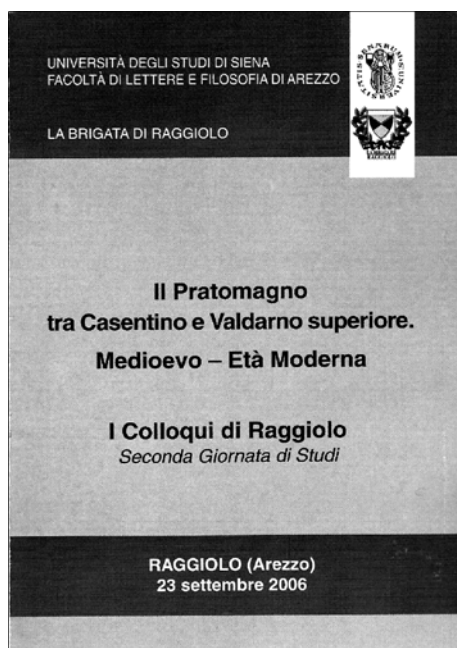 UNIVERSITÀ DEGLI STUDI DI SIENA
FACOLTÀ DI LETTERE E FILOSOFIA DI AREZZO
LA BRIGATA DI RAGGIOLO
Il Pratomagno
tra Casentino e Valdarno superiore.
Medioevo – Età Moderna
I Colloqui di Raggiolo
Seconda Giornata di Studi
RAGGIOLO (Arezzo)
23 settembre 2006